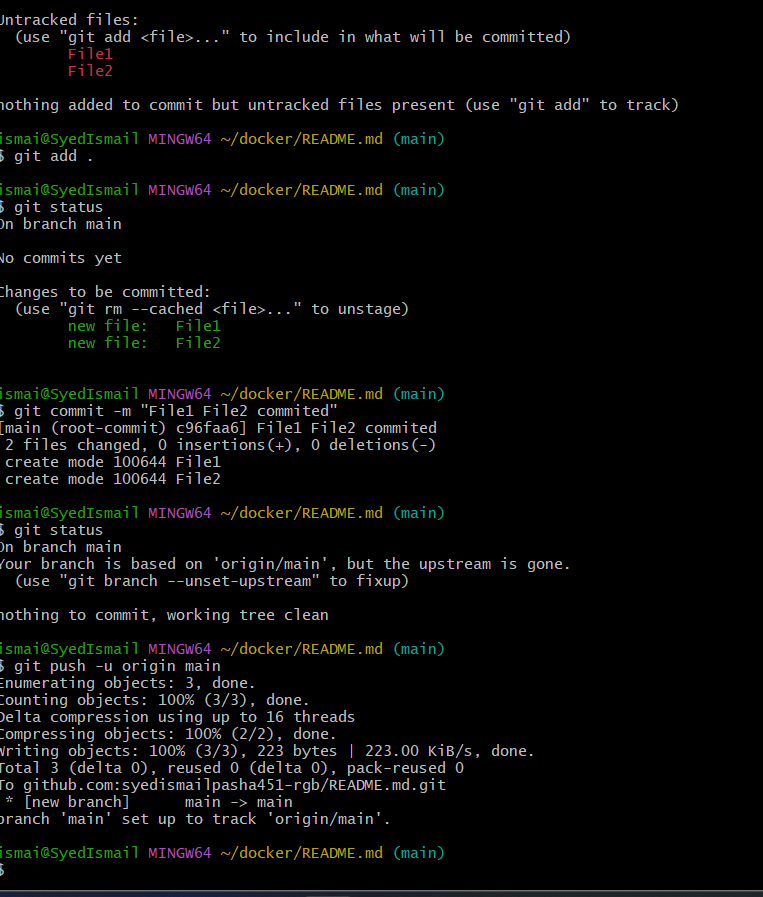 Untracked files:
  (use "git add <file>..." to include in what will be committed)
        File1
        File2

nothing added to commit but untracked files present (use "git add" to track)

ismai@SyedIsmail MINGW64 ~/docker/README.md (main)
$ git add .

ismai@SyedIsmail MINGW64 ~/docker/README.md (main)
$ git status
On branch main

No commits yet

Changes to be committed:
  (use "git rm --cached <file>..." to unstage)
        new file:   File1
        new file:   File2


ismai@SyedIsmail MINGW64 ~/docker/README.md (main)
$ git commit -m "File1 File2 commited"
[main (root-commit) c96faa6] File1 File2 commited
 2 files changed, 0 insertions(+), 0 deletions(-)
 create mode 100644 File1
 create mode 100644 File2

ismai@SyedIsmail MINGW64 ~/docker/README.md (main)
$ git status
On branch main
Your branch is based on 'origin/main', but the upstream is gone.
  (use "git branch --unset-upstream" to fixup)

nothing to commit, working tree clean

ismai@SyedIsmail MINGW64 ~/docker/README.md (main)
$ git push -u origin main
Enumerating objects: 3, done.
Counting objects: 100% (3/3), done.
Delta compression using up to 16 threads
Compressing objects: 100% (2/2), done.
Writing objects: 100% (3/3), 223 bytes | 223.00 KiB/s, done.
Total 3 (delta 0), reused 0 (delta 0), pack-reused 0
To github.com:syedismailpasha451-rgb/README.md.git
 * [new branch]      main -> main
branch 'main' set up to track 'origin/main'.

ismai@SyedIsmail MINGW64 ~/docker/README.md (main)
$